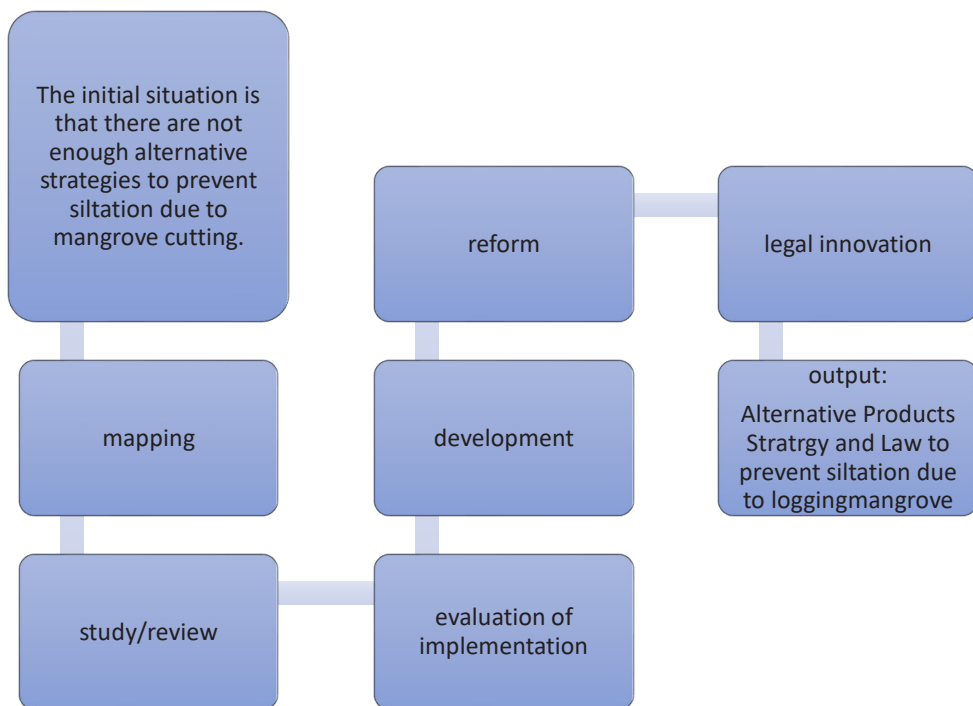 The initial situation is
that there are not
enough alternative
strategies to prevent
siltation due to
mangrove cutting.
mapping
study/review
evaluation of
implementation
development
reform
legal innovation
output:
Alternative Products
Stratrgy and Law to
prevent siltation due
to loggingmangrove